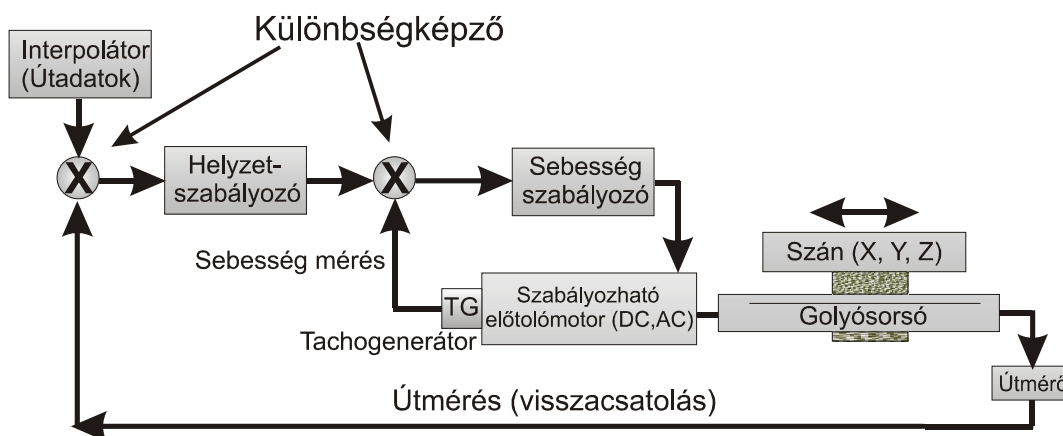 Különbségképző
Interpolátor
(Útadatok)
X
Helyzet-
szabályozó
X
Sebesség
szabályozó
Sebesség mérés
Szán (X, Y, Z)
TG
Szabályozható
előtolómotor (DC,AC)
Golyósorsó
Tachogenerátor
Útmérő
Útmérés (visszacsatolás)